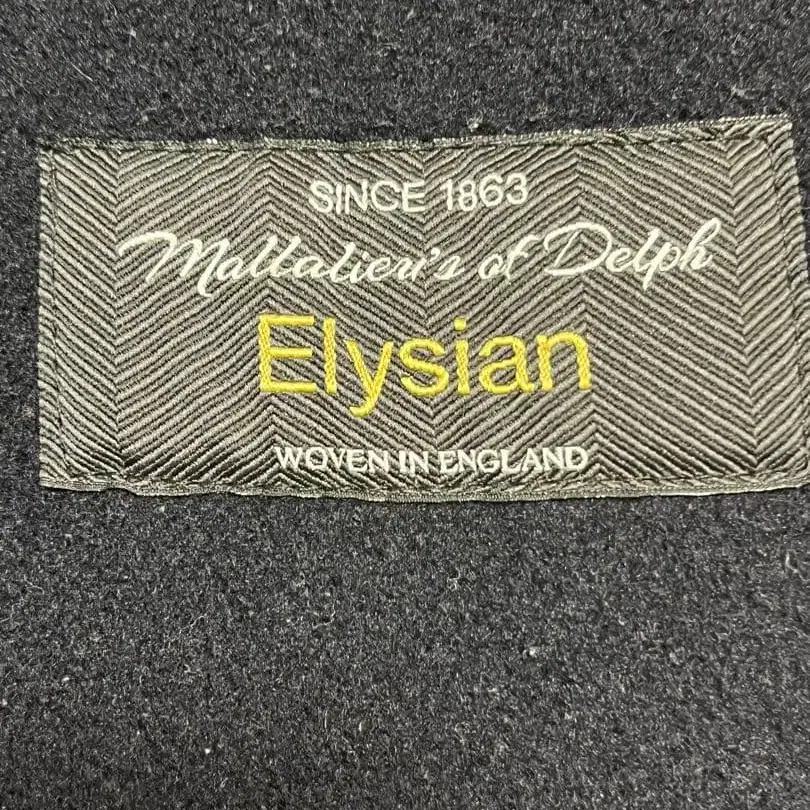 SINCE 1863
Mallalieu's of Delph
Elysian
WOVEN IN ENGLAND